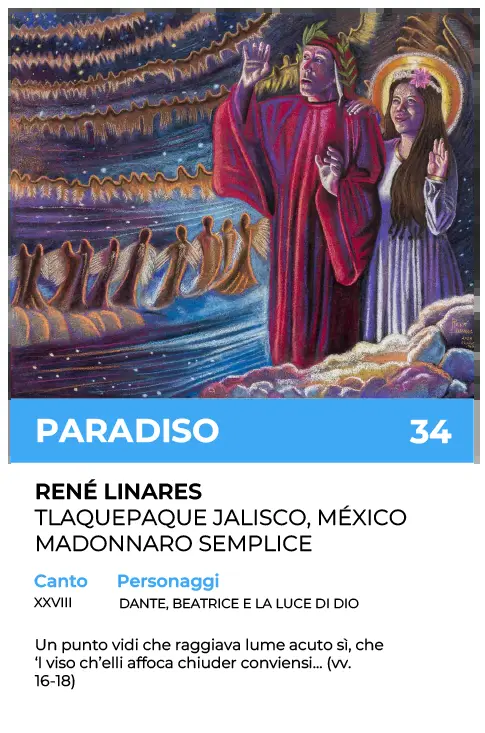 PARADISO 34
RENÉ LINARES
TLAQUEPAQUE JALISCO, MÉXICO
MADONNARO SEMPLICE
Canto Personaggi
XXVIII DANTE, BEATRICE E LA LUCE DI DIO
Un punto vidi che raggiava lume acuto sì, che
‘l viso ch’elli affoca chiuder conviensi... (vv.
16-18)